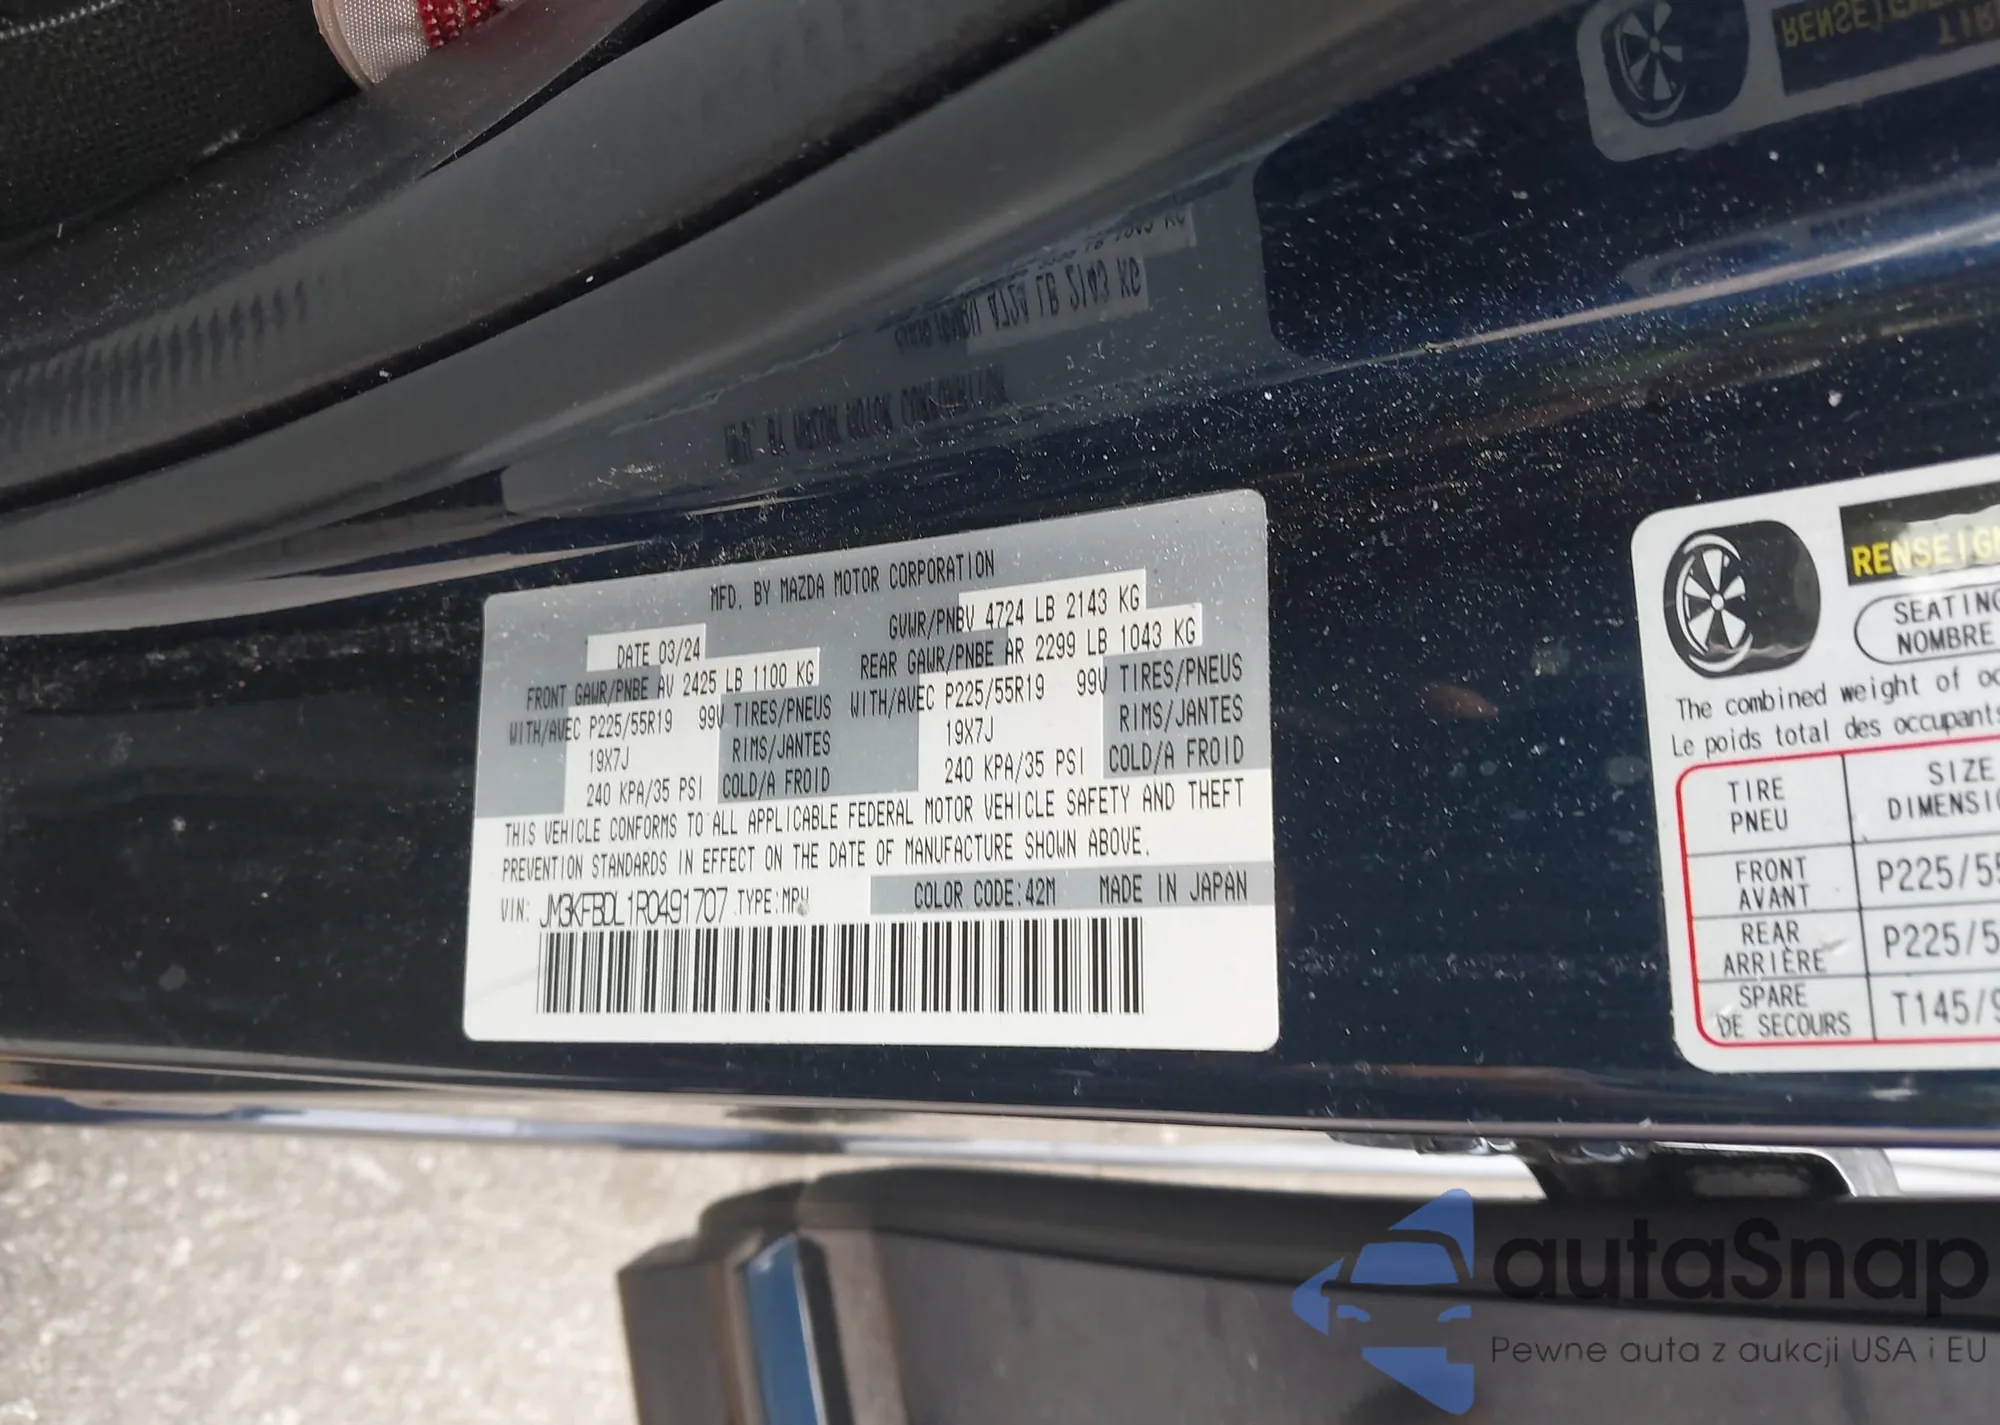 MFD. BY MAZDA MOTOR CORPORATION
DATE 03/24
GVWR/PNBV 4724 LB 2143 KG
FRONT GAWR/PNBE AV 2425 LB 1100 KG
REAR GAWR/PNBE AR 2299 LB 1043 KG
WITH/AVEC P225/55R19 99V TIRES/PNEUS
WITH/AVEC P225/55R19 99V TIRES/PNEUS
19X7J RIMS/JANTES
19X7J RIMS/JANTES
240 KPA/35 PSI COLD/A FROID
240 KPA/35 PSI COLD/A FROID
THIS VEHICLE CONFORMS TO ALL APPLICABLE FEDERAL MOTOR VEHICLE SAFETY AND THEFT
PREVENTION STANDARDS IN EFFECT ON THE DATE OF MANUFACTURE SHOWN ABOVE.
VIN: JM3KFBDL1R0491707 TYPE:MPV COLOR CODE:42M MADE IN JAPAN
RENSEIGN
SEATING
NOMBRE
The combined weight of oc
Le poids total des occupants
TIRE
PNEU
SIZE
DIMENSIO
FRONT
AVANT
P225/55
REAR
ARRIÈRE
P225/5
SPARE
DE SECOURS
T145/9
autaSnap
Pewne auta z aukcji USA i EU